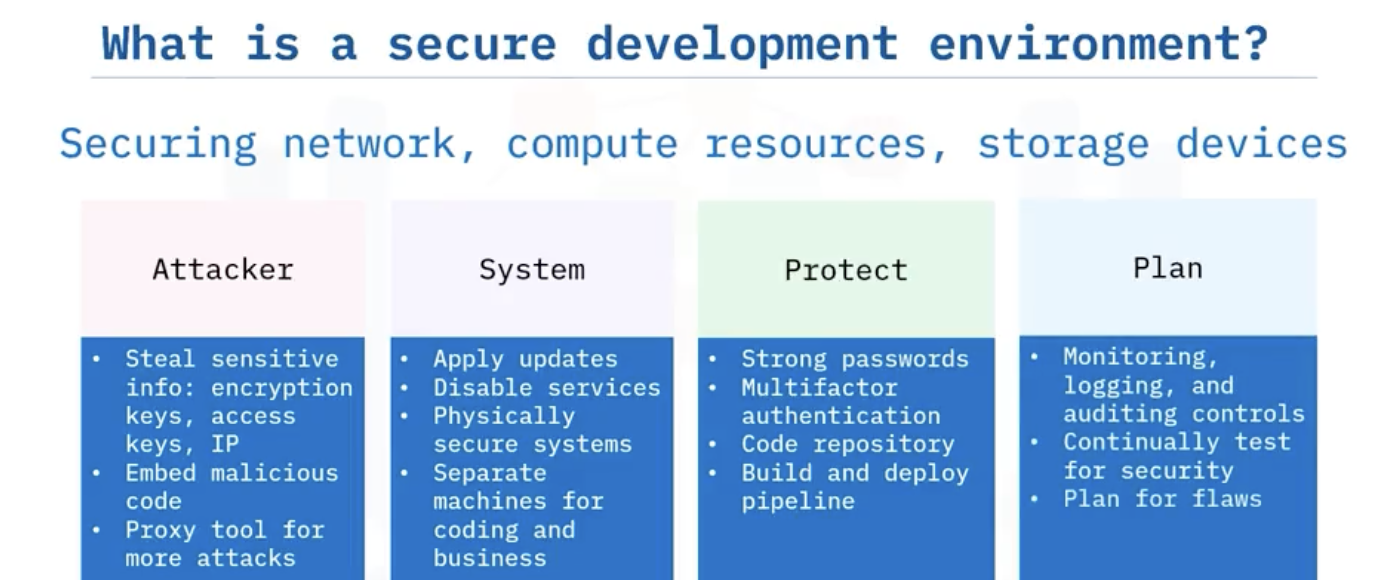 What is a secure development environment?
Securing network, compute resources, storage devices
Attacker
• Steal sensitive
info: encryption
keys, access
keys, IP
• Embed malicious
code
• Proxy tool for
more attacks
System
• Apply updates
• Disable services
• Physically
secure systems
• Separate
machines for
coding and
business
Protect
• Strong passwords
• Multifactor
authentication
• Code repository
• Build and deploy
pipeline
Plan
• Monitoring,
logging, and
auditing controls
• Continually test
for security
• Plan for flaws